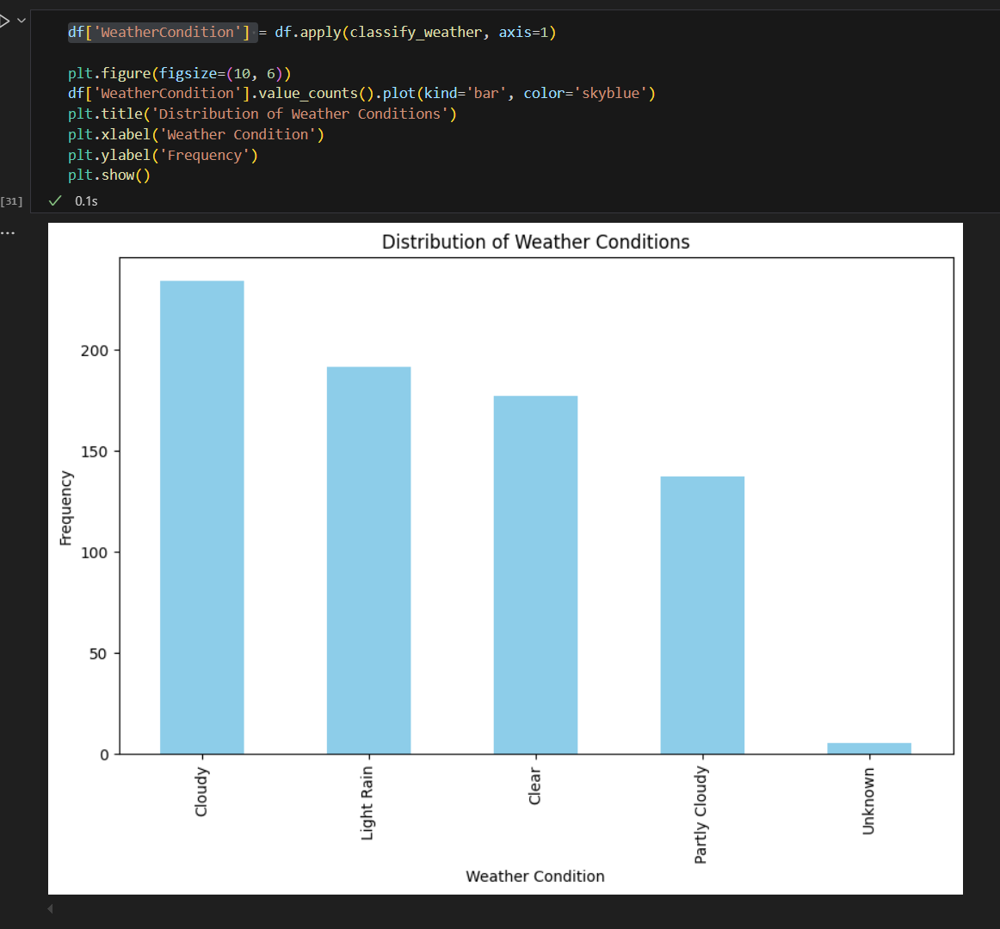 df['WeatherCondition'] = df.apply(classify_weather, axis=1)
plt.figure(figsize=(10, 6))
df['WeatherCondition'].value_counts().plot(kind='bar', color='skyblue')
plt.title('Distribution of Weather Conditions')
plt.xlabel('Weather Condition')
plt.ylabel('Frequency')
plt.show()
[31]
0.1s
...
Distribution of Weather Conditions
200
150
100
50
0
Frequency
Cloudy
Light Rain
Clear
Partly Cloudy
Unknown
Weather Condition